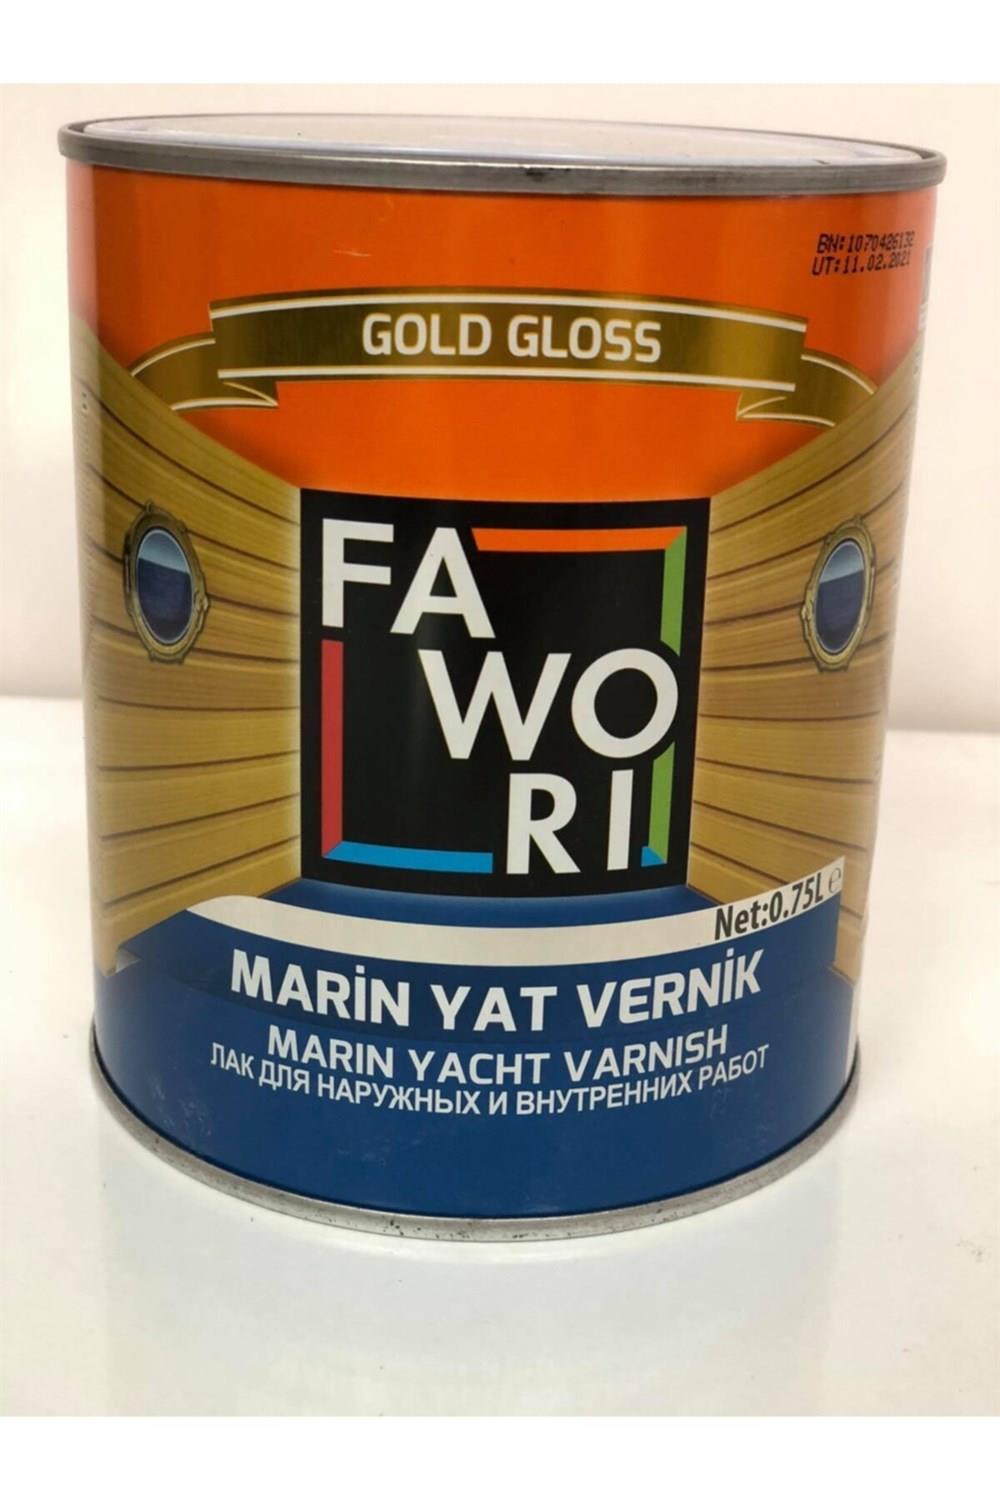 BN:1070426132
UT:11.02.2021
GOLD GLOSS
FA
WO
RI
Net:0.75L ℮
MARİN YAT VERNİK
MARIN YACHT VARNISH
ЛАК ДЛЯ НАРУЖНЫХ И ВНУТРЕННИХ РАБОТ